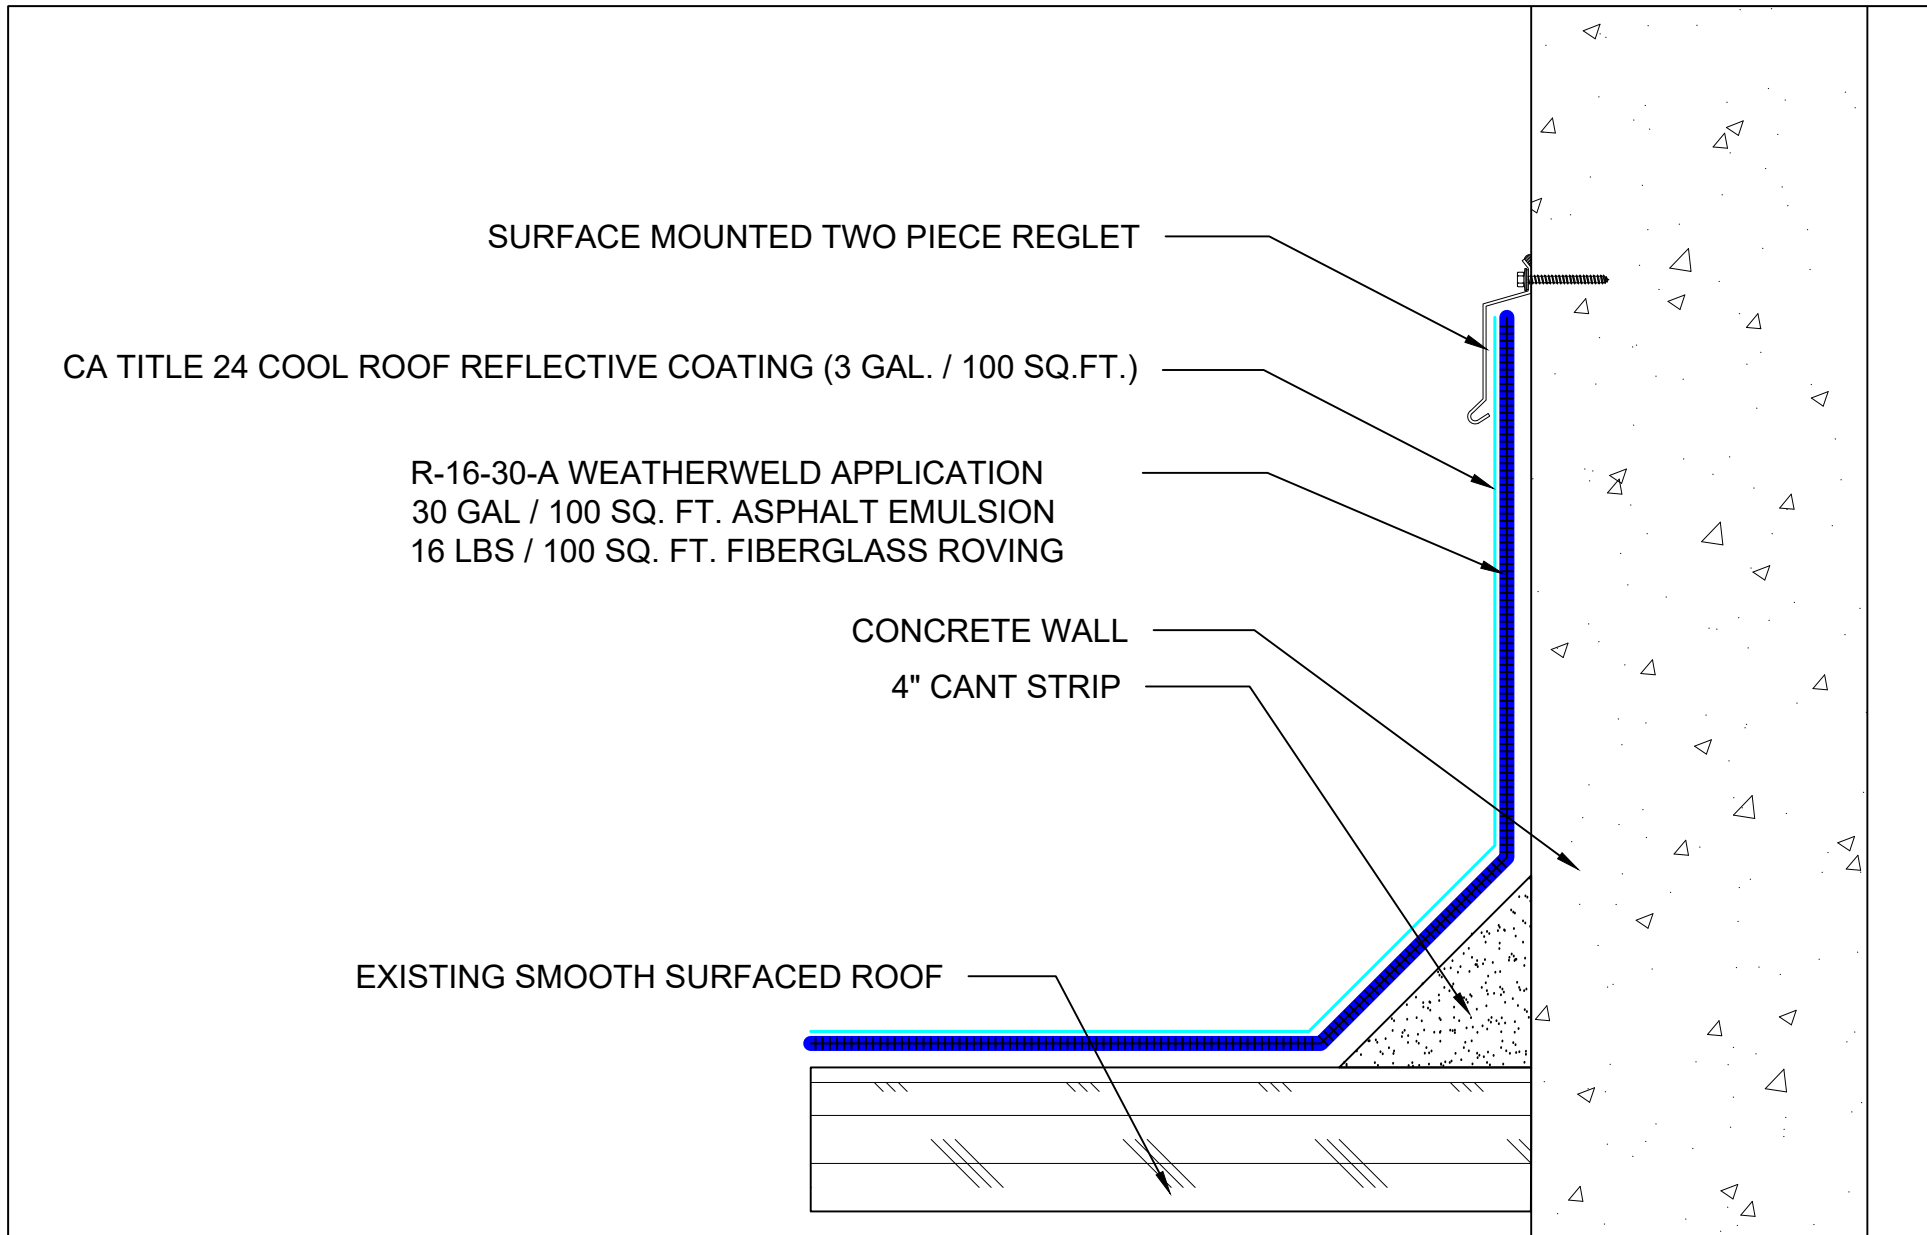 SURFACE MOUNTED TWO PIECE REGLET
CA TITLE 24 COOL ROOF REFLECTIVE COATING (3 GAL. / 100 SQ.FT.)
R-16-30-A WEATHERWELD APPLICATION
30 GAL / 100 SQ. FT. ASPHALT EMULSION
16 LBS / 100 SQ. FT. FIBERGLASS ROVING
CONCRETE WALL
4" CANT STRIP
EXISTING SMOOTH SURFACED ROOF